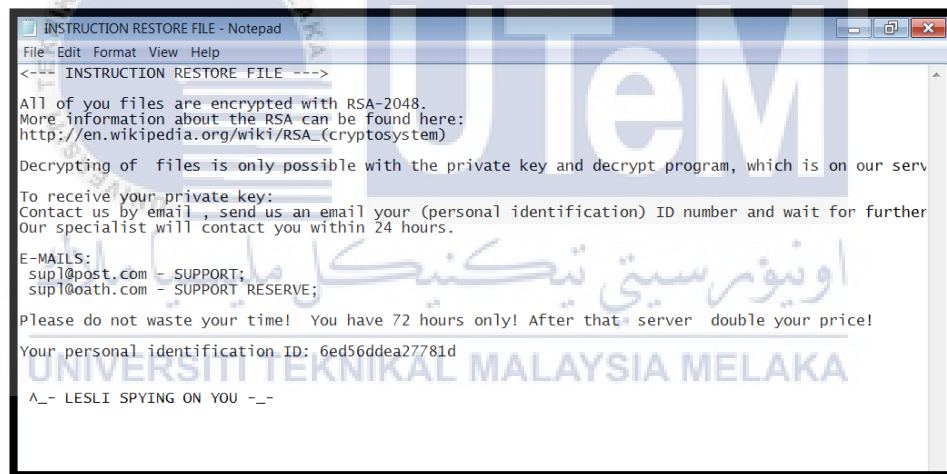 INSTRUCTION RESTORE FILE - Notepad
File Edit Format View Help
<--- INSTRUCTION RESTORE FILE --->
All of you files are encrypted with RSA-2048.
More information about the RSA can be found here:
http://en.wikipedia.org/wiki/RSA_(cryptosystem)
Decrypting of files is only possible with the private key and decrypt program, which is on our serv
To receive your private key:
Contact us by email , send us an email your (personal identification) ID number and wait for further
Our specialist will contact you within 24 hours.
E-MAILS:
supl@post.com - SUPPORT;
supl@oath.com - SUPPORT RESERVE;
Please do not waste your time! You have 72 hours only! After that server double your price!
Your personal identification ID: 6ed56ddea27781d
^_- LESLI SPYING ON YOU -_-
UTeM
اونيۏرسيتي تيكنيكل مليسيا ملاك
UNIVERSITI TEKNIKAL MALAYSIA MELAKA